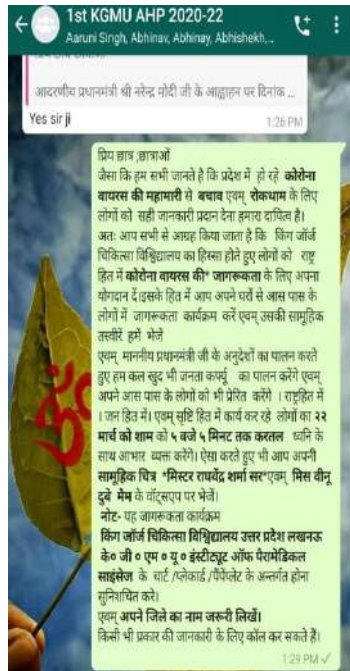 1st KGMU AHP 2020-22
Aaruni Singh, Abhinav, Abhinay, Abhishekh,...
आदरणीय प्रधानमंत्री श्री नरेन्द्र मोदी जी के आह्वाहन पर दिनांक ...
Yes sir ji
1:26 PM
प्रिय छात्र ;छात्राओं
जैसा कि हम सभी जानते है कि प्रदेश में हो रहे कोरोना
वायरस की महामारी से बचाव एवम् रोकथाम के लिए
लोगों को सही जानकारी प्रदान देना हमारा दायित्व है।
अतः आप सभी से आग्रह किया जाता है कि किंग जॉर्ज
चिकित्सा विश्विद्यालय का हिस्सा होते हुए लोगों को राष्ट्र
हित में कोरोना वायरस की* जागरूकता के लिए अपना
योगदान दें।इसके हित में आप अपने घरों से आस पास के
लोगों में जागरूकता कार्यक्रम करें एवम् उसकी सामूहिक
तस्वीरें हमें भेजें
एवम् माननीय प्रधानमंत्री जी के अनुदेशों का पालन करते
हुए हम कल खुद भी जनता कर्फ्यू का पालन करेंगे एवम्
अपने आस पास के लोगों को भी प्रेरित करेंगे । राष्ट्रहित में
। जन हित में। एवम् सृष्टि हित में कार्य कर रहे लोगों का २२
मार्च को शाम को ५ बजे ५ मिनट तक करतल ध्वनि के
साथ आभार व्यक्त करेंगे। ऐसा करते हुए भी आप अपनी
सामूहिक चित्र *मिस्टर राघवेंद्र शर्मा सर*एवम् मिस वीनू
दुबे मैम के वॉट्सएप पर भेजें।
नोट- यह जागरूकता कार्यक्रम
किंग जॉर्ज चिकित्सा विश्विद्यालय उत्तर प्रदेश लखनऊ
के० जी ० एम ० यू ० इंस्टीट्यूट ऑफ पैरामेडिकल
साइंसेज के चार्ट /प्लेकार्ड /पैंपेंप्लेट के अन्तर्गत होना
सुनिशचित करे।
एवम् अपने जिले का नाम जरूरी लिखें।
किसी भी प्रकार की जानकारी के लिए कॉल कर सकते हैं।
1:29 PM